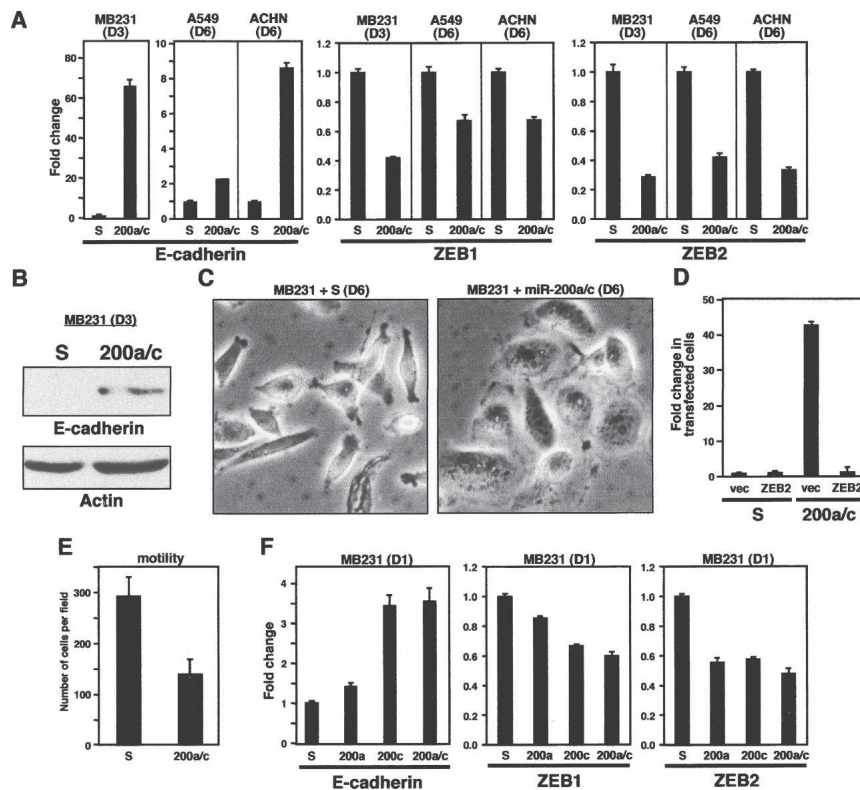 A
MB231 (D3)
A549 (D6)
ACHN (D6)
MB231 (D3)
A549 (D6)
ACHN (D6)
MB231 (D3)
A549 (D6)
ACHN (D6)
Fold change
80
60
40
20
0
10
8
6
4
2
0
1.2
1.0
0.8
0.6
0.4
0.2
0.0
1.2
1.0
0.8
0.6
0.4
0.2
0.0
S 200a/c S 200a/c S 200a/c
S 200a/c S 200a/c S 200a/c
S 200a/c S 200a/c S 200a/c
E-cadherin
ZEB1
ZEB2
B
MB231 (D3)
S 200a/c
E-cadherin
Actin
C
MB231 + S (D6)
MB231 + miR-200a/c (D6)
D
Fold change in transfected cells
50
40
30
20
10
0
vec ZEB2 vec ZEB2
S 200a/c
E
motility
Number of cells per field
300
200
150
100
0
S 200a/c
F
MB231 (D1)
MB231 (D1)
MB231 (D1)
Fold change
4
3
2
1
0
1.2
1.0
0.8
0.6
0.4
0.2
0.0
1.2
1.0
0.8
0.6
0.4
0.2
0.0
S 200a 200c 200a/c
S 200a 200c 200a/c
S 200a 200c 200a/c
E-cadherin
ZEB1
ZEB2